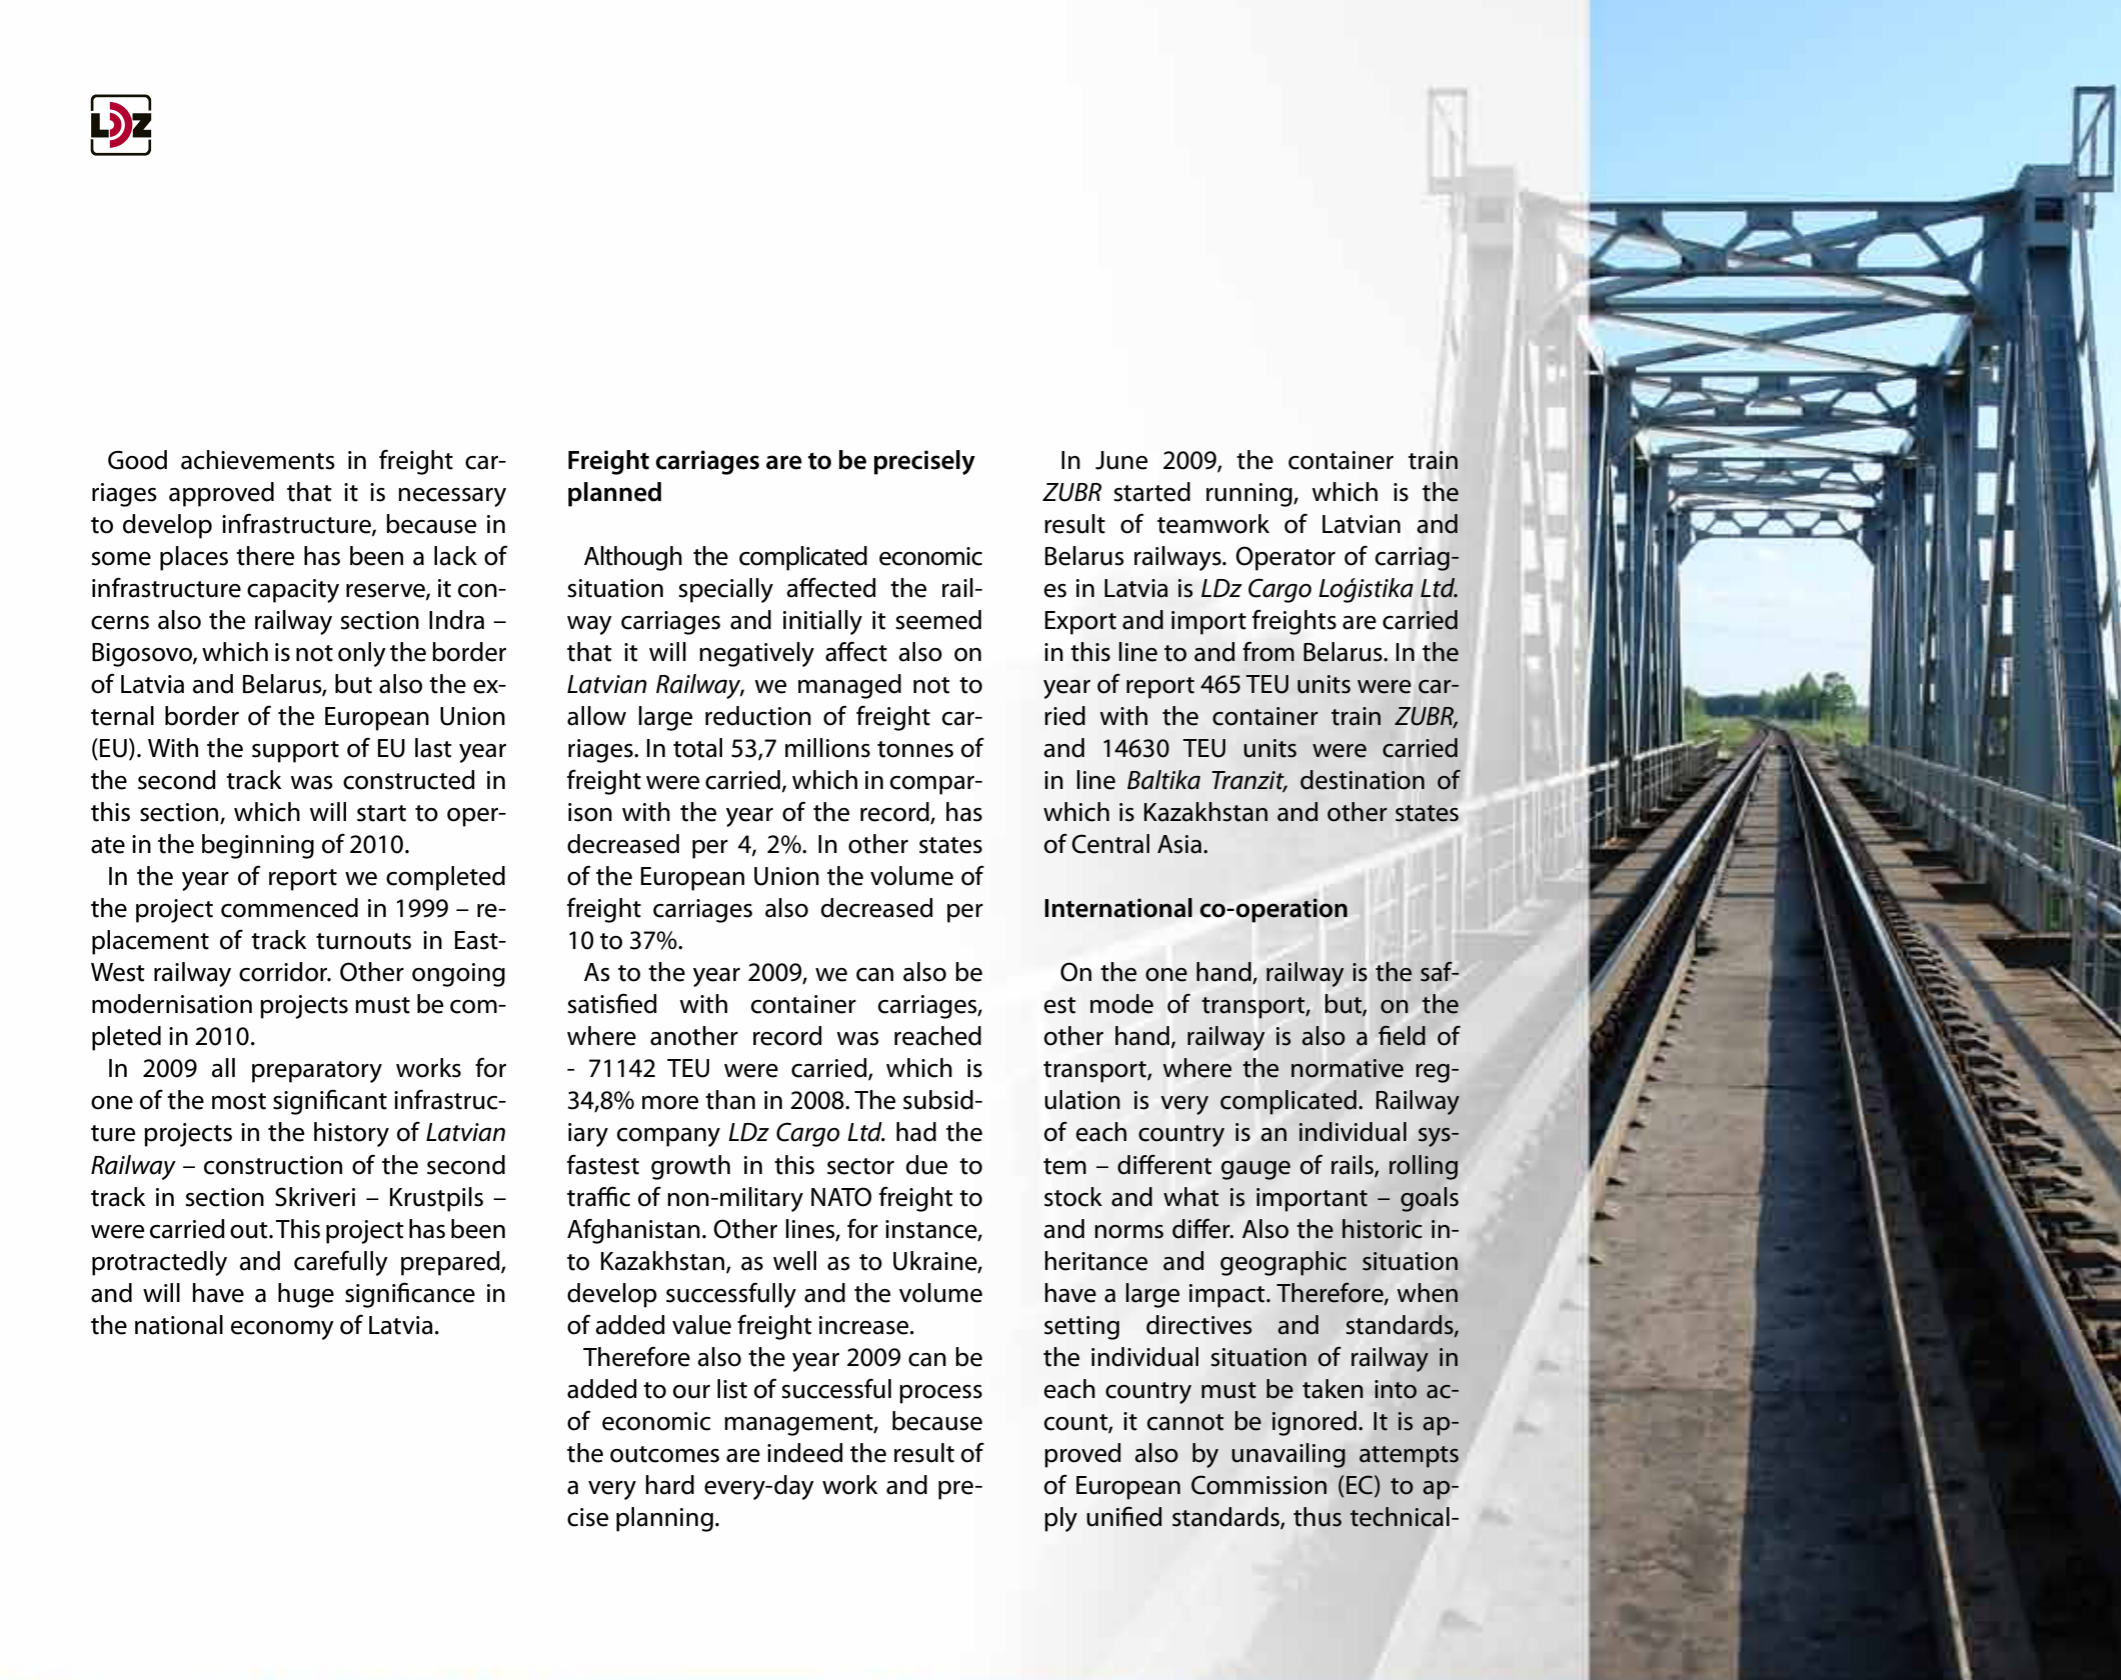 LDZ
Good achievements in freight car-
riages approved that it is necessary
to develop infrastructure, because in
some places there has been a lack of
infrastructure capacity reserve, it con-
cerns also the railway section Indra –
Bigosovo, which is not only the border
of Latvia and Belarus, but also the ex-
ternal border of the European Union
(EU). With the support of EU last year
the second track was constructed in
this section, which will start to oper-
ate in the beginning of 2010.
In the year of report we completed
the project commenced in 1999 – re-
placement of track turnouts in East-
West railway corridor. Other ongoing
modernisation projects must be com-
pleted in 2010.
In 2009 all preparatory works for
one of the most significant infrastruc-
ture projects in the history of Latvian
Railway – construction of the second
track in section Skriveri – Krustpils –
were carried out. This project has been
protractedly and carefully prepared,
and will have a huge significance in
the national economy of Latvia.
Freight carriages are to be precisely
planned
Although the complicated economic
situation specially affected the rail-
way carriages and initially it seemed
that it will negatively affect also on
Latvian Railway, we managed not to
allow large reduction of freight car-
riages. In total 53,7 millions tonnes of
freight were carried, which in compar-
ison with the year of the record, has
decreased per 4, 2%. In other states
of the European Union the volume of
freight carriages also decreased per
10 to 37%.
As to the year 2009, we can also be
satisfied with container carriages,
where another record was reached
- 71142 TEU were carried, which is
34,8% more than in 2008. The subsid-
iary company LDz Cargo Ltd. had the
fastest growth in this sector due to
traffic of non-military NATO freight to
Afghanistan. Other lines, for instance,
to Kazakhstan, as well as to Ukraine,
develop successfully and the volume
of added value freight increase.
Therefore also the year 2009 can be
added to our list of successful process
of economic management, because
the outcomes are indeed the result of
a very hard every-day work and pre-
cise planning.
In June 2009, the container train
ZUBR started running, which is the
result of teamwork of Latvian and
Belarus railways. Operator of carriag-
es in Latvia is LDz Cargo Loģistika Ltd.
Export and import freights are carried
in this line to and from Belarus. In the
year of report 465 TEU units were car-
ried with the container train ZUBR,
and 14630 TEU units were carried
in line Baltika Tranzit, destination of
which is Kazakhstan and other states
of Central Asia.
International co-operation
On the one hand, railway is the saf-
est mode of transport, but, on the
other hand, railway is also a field of
transport, where the normative reg-
ulation is very complicated. Railway
of each country is an individual sys-
tem – different gauge of rails, rolling
stock and what is important – goals
and norms differ. Also the historic in-
heritance and geographic situation
have a large impact. Therefore, when
setting directives and standards,
the individual situation of railway in
each country must be taken into ac-
count, it cannot be ignored. It is ap-
proved also by unavailing attempts
of European Commission (EC) to ap-
ply unified standards, thus technical-